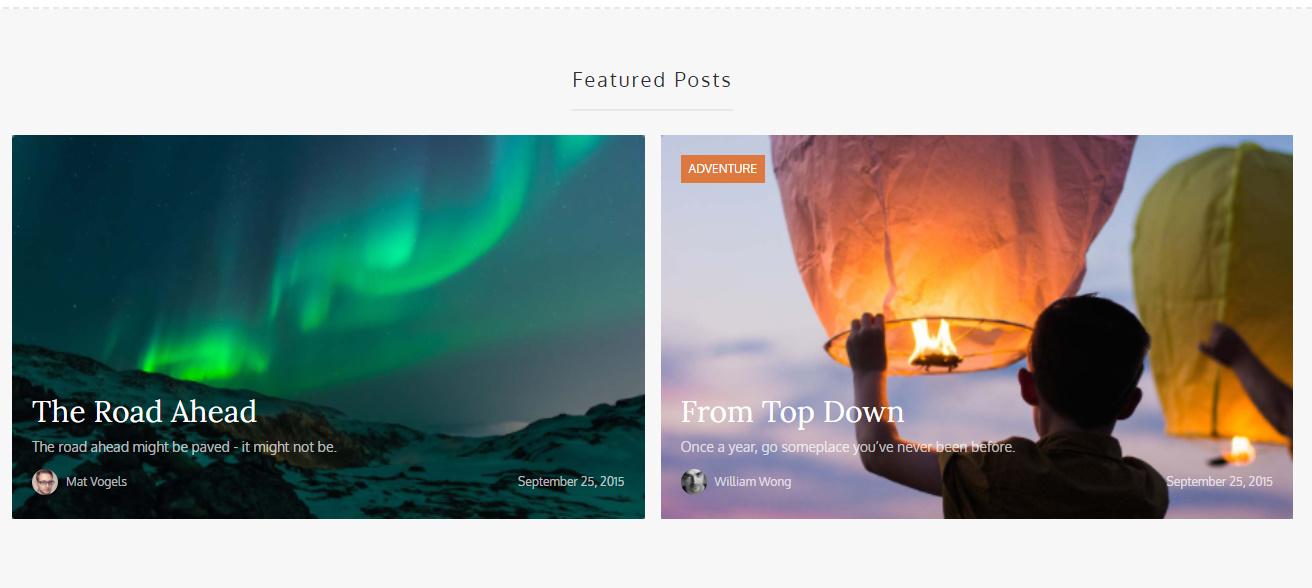 Featured Posts
The Road Ahead
The road ahead might be paved - it might not be.
Mat Vogels
September 25, 2015
ADVENTURE
From Top Down
Once a year, go someplace you’ve never been before.
William Wong
September 25, 2015